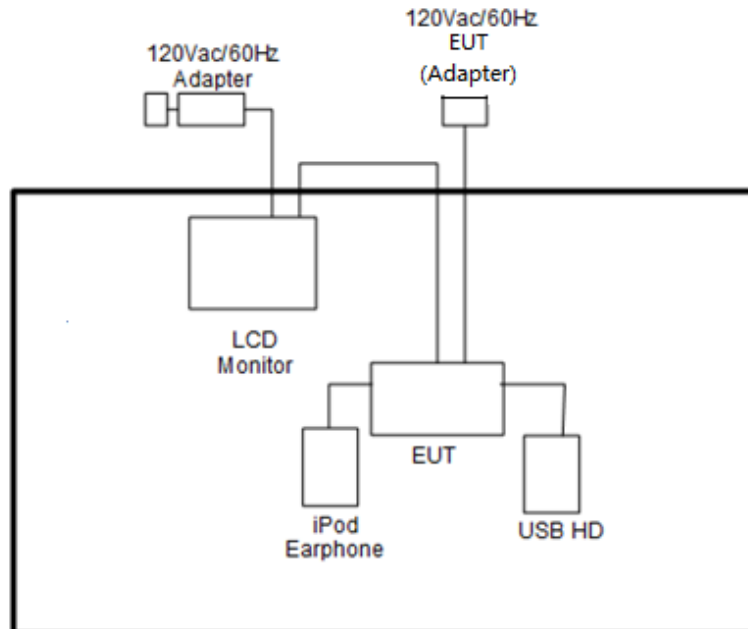 120Vac/60Hz
Adapter
120Vac/60Hz
EUT
(Adapter)
LCD
Monitor
EUT
iPod
Earphone
USB HD